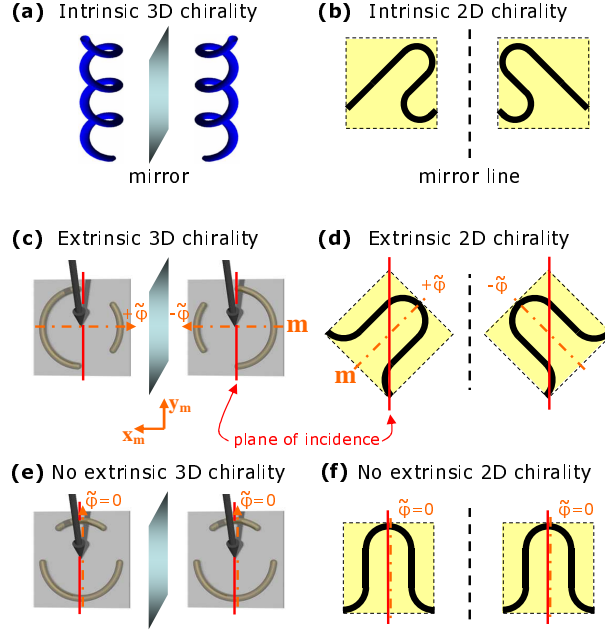 (a) Intrinsic 3D chirality
(b) Intrinsic 2D chirality
mirror
mirror line
(c) Extrinsic 3D chirality
(d) Extrinsic 2D chirality
+φ̃
-φ̃
m
+φ̃
-φ̃
m
yₘ
xₘ
plane of incidence
(e) No extrinsic 3D chirality
(f) No extrinsic 2D chirality
φ̃=0
φ̃=0
φ̃=0
φ̃=0